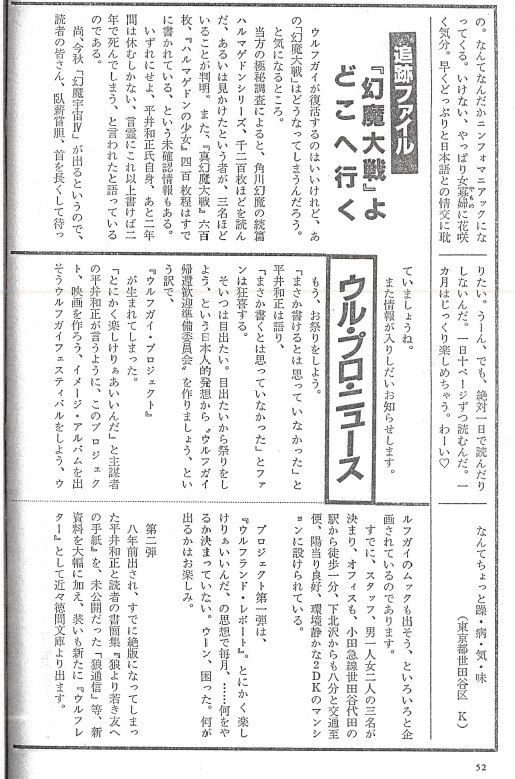 の。なんてなんだかニンフォマニアックにな
ってくる。いけない、やっぱり女寡婦に花咲
やもめ
く気分。早くどっぷりと日本語との情交に耽
りたい。うーん、でも、絶対一日で読んだり
しないんだ。一日十ページずつ読むんだ。一
カ月はじっくり楽しめちゃう。わーい♡
なんてちょっと躁・病・気・味
（東京都世田谷区　K）
追跡ファイル
『幻魔大戦』よ
どこへ行く
ウルフガイが復活するのはいいけれど、あ
の『幻魔大戦』はどうなってしまうんだろう。
と気になるところ。
当方の極秘調査によると、角川幻魔の続篇
ハルマゲドンシリーズ、千二百枚ほどを読ん
だ、あるいは見かけたという者が、三名ほど
いることが判明。また、『真幻魔大戦』六百
枚、『ハルマゲドンの少女』四百枚程はすで
に書かれている、という未確認情報もある。
いずれにせよ、平井和正氏自身、あと二年
間は休むしかない、言霊にこれ以上書けば二
年で死んでしまう、と言われたと語っている
のである。
尚、今秋「幻魔宇宙Ⅳ」が出るというので、
読者の皆さん、臥薪嘗胆、首を長くして待っ
ていましょうね。
また情報が入りしだいお知らせします。
ウル・プロ・ニュース
もう、お祭りをしよう。
「まさか書けるとは思っていなかった」と
平井和正は語り、
「まさか書くとは思っていなかった」とファ
ンは狂喜する。
そいつは目出たい。目出たいから祭りをし
よう、という日本人的発想から〝ウルフガイ
帰還歓迎準備委員会〟を作りましょう、とい
う訳で、
『ウルフガイ・プロジェクト』
が生まれてしまった。
「とにかく楽しけりぁあいいんだ」と主謀者
の平井和正が言うように、このプロジェク
ト、映画を作ろう、イメージ・アルバムを出
そうウルフガイフェスティバルをしよう、ウ
ルフガイのムックも出そう、といろいろと企
画されているのであります。
すでに、スタッフ、男一人女二人の三名が
決まり、オフィスも、小田急線世田谷代田の
駅から徒歩一分、下北沢からも八分と交通至
便、陽当り良好、環境静かな2DKのマンシ
ョンに設けられている。
プロジェクト第一弾は、
『ウルフランド・レポート』。とにかく楽し
けりぁいいんだ、の思想で毎月、……何をや
るか決まっていない。ウーン、困った。何が
出るかはお楽しみ。
第二弾
八年前出され、すでに絶版になってしまっ
た平井和正と読者の書簡集『狼より若き友へ
の手紙』を、未公開だった「狼通信」等、新
資料を大幅に加え、装いも新たに『ウルフレ
ター』として近々徳間文庫より出ます。
52